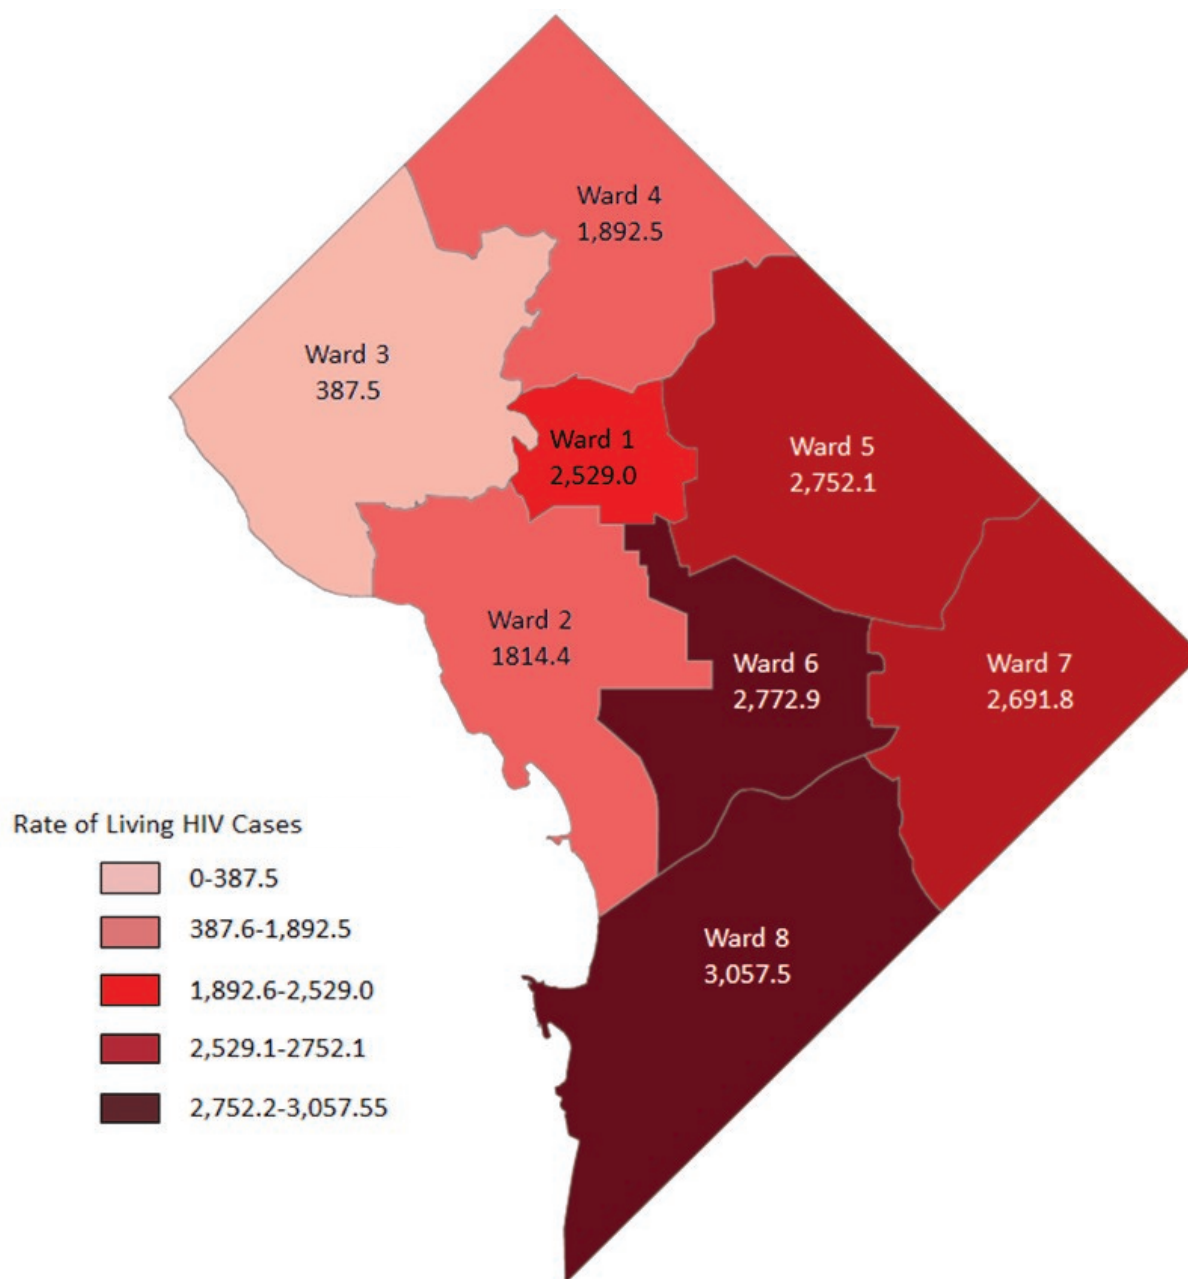 Ward 4
1,892.5
Ward 3
387.5
Ward 1
2,529.0
Ward 5
2,752.1
Ward 2
1814.4
Ward 6
2,772.9
Ward 7
2,691.8
Rate of Living HIV Cases
0-387.5
387.6-1,892.5
1,892.6-2,529.0
2,529.1-2752.1
2,752.2-3,057.55
Ward 8
3,057.5